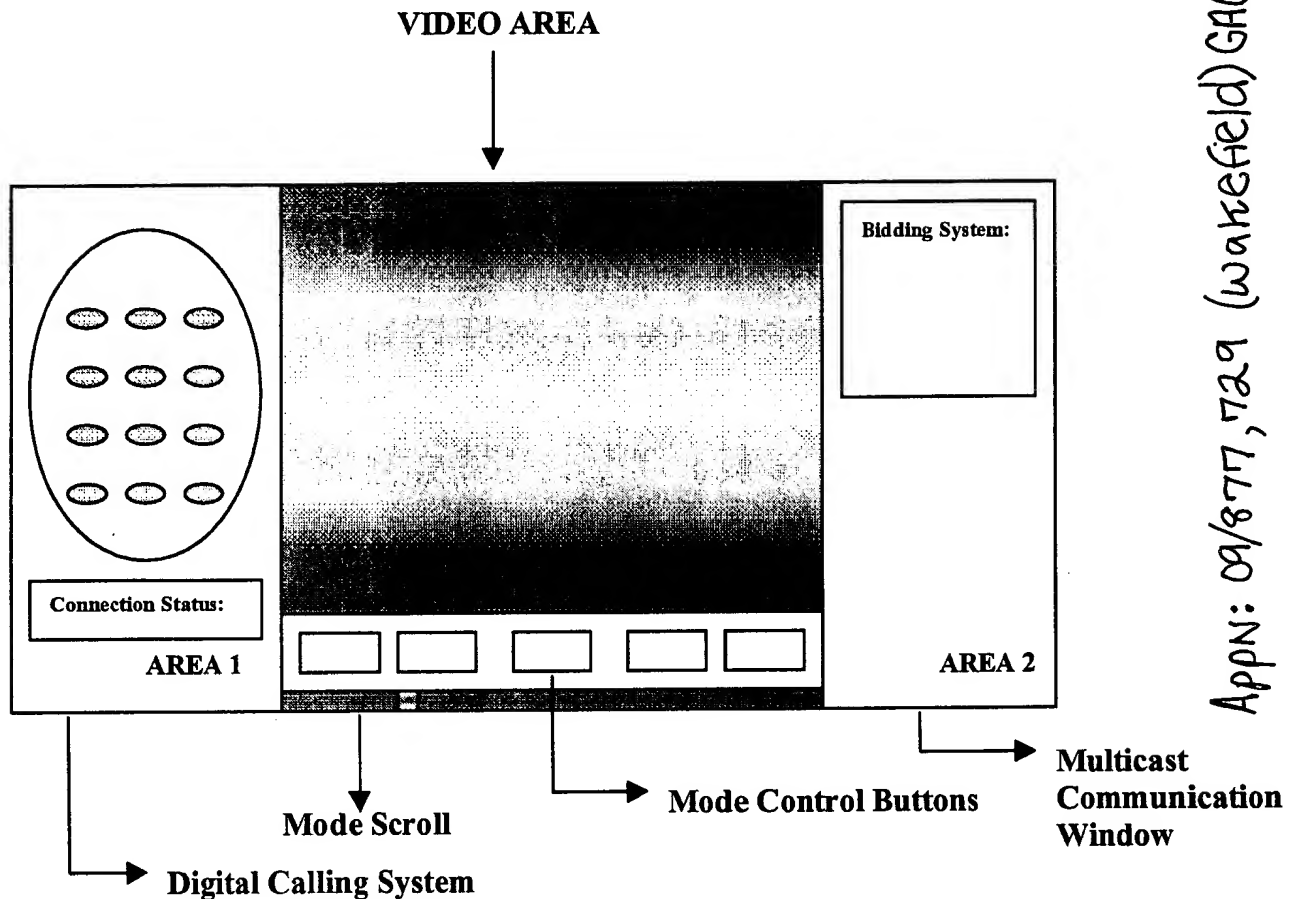 VIDEO AREA
Bidding System:
Connection Status:
AREA 1
AREA 2
Multicast
Communication
Window
Mode Control Buttons
Mode Scroll
Digital Calling System
AppN: 09/877,729 (Wakefield)